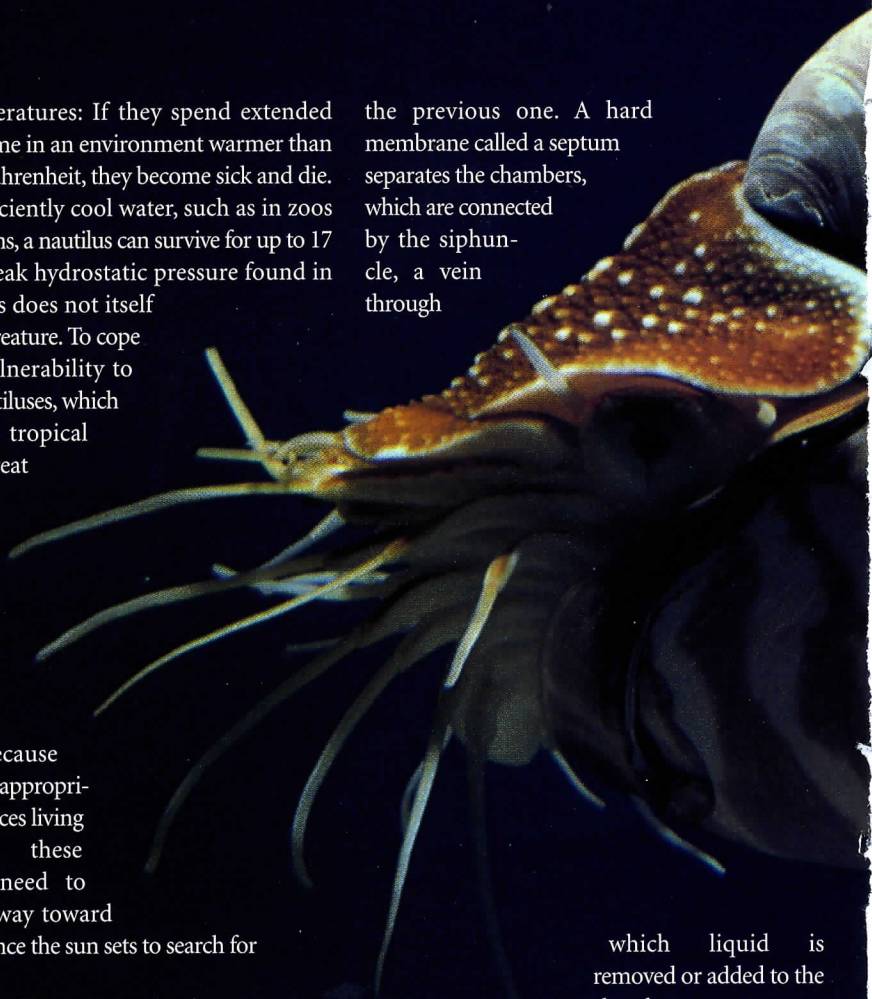 eratures: If they spend extended
me in an environment warmer than
ahrenheit, they become sick and die.
ciently cool water, such as in zoos
ns, a nautilus can survive for up to 17
eak hydrostatic pressure found in
s does not itself
reature. To cope
lnerability to
tiluses, which
tropical
eat
ecause
appropri-
ces living
these
need to
way toward
nce the sun sets to search for
the previous one. A hard
membrane called a septum
separates the chambers,
which are connected
by the siphun-
cle, a vein
through
which liquid is
removed or added to the